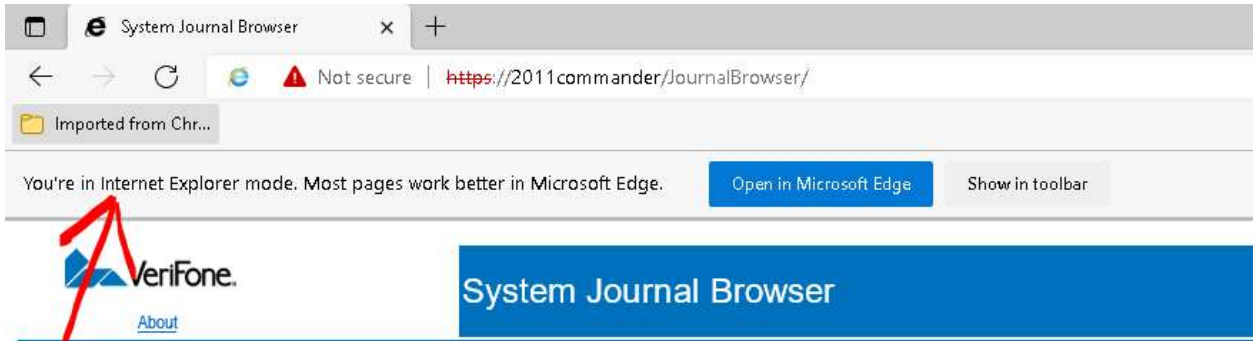 System Journal Browser
Not secure | https://2011commander/JournalBrowser/
Imported from Chr...
You're in Internet Explorer mode. Most pages work better in Microsoft Edge. Open in Microsoft Edge Show in toolbar
VeriFone.
System Journal Browser
About